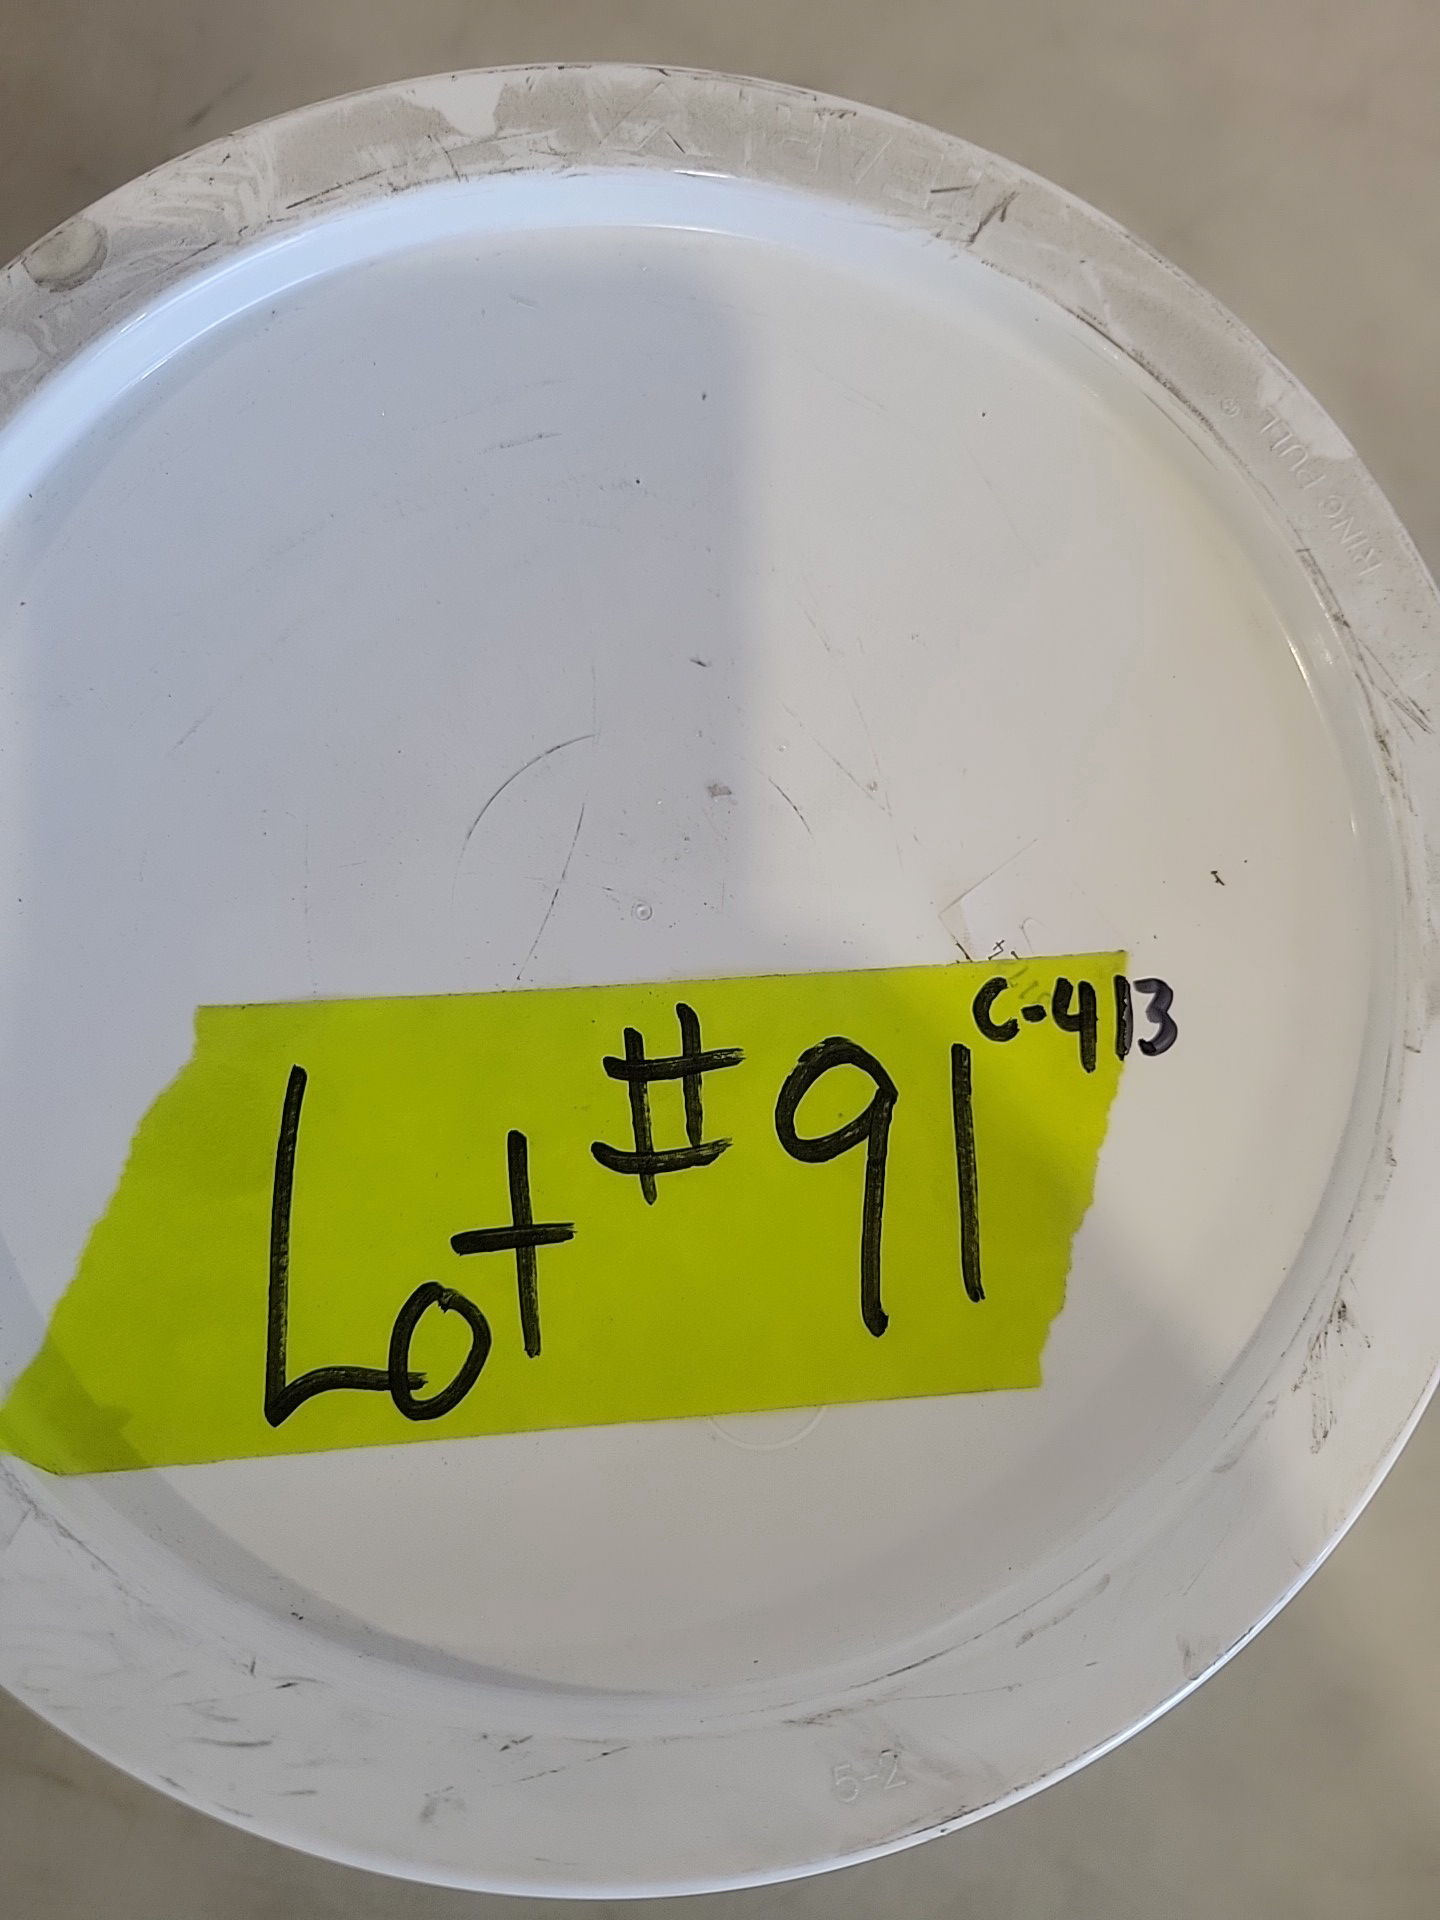 RING PULL®
C-413
Lot #91
5-2